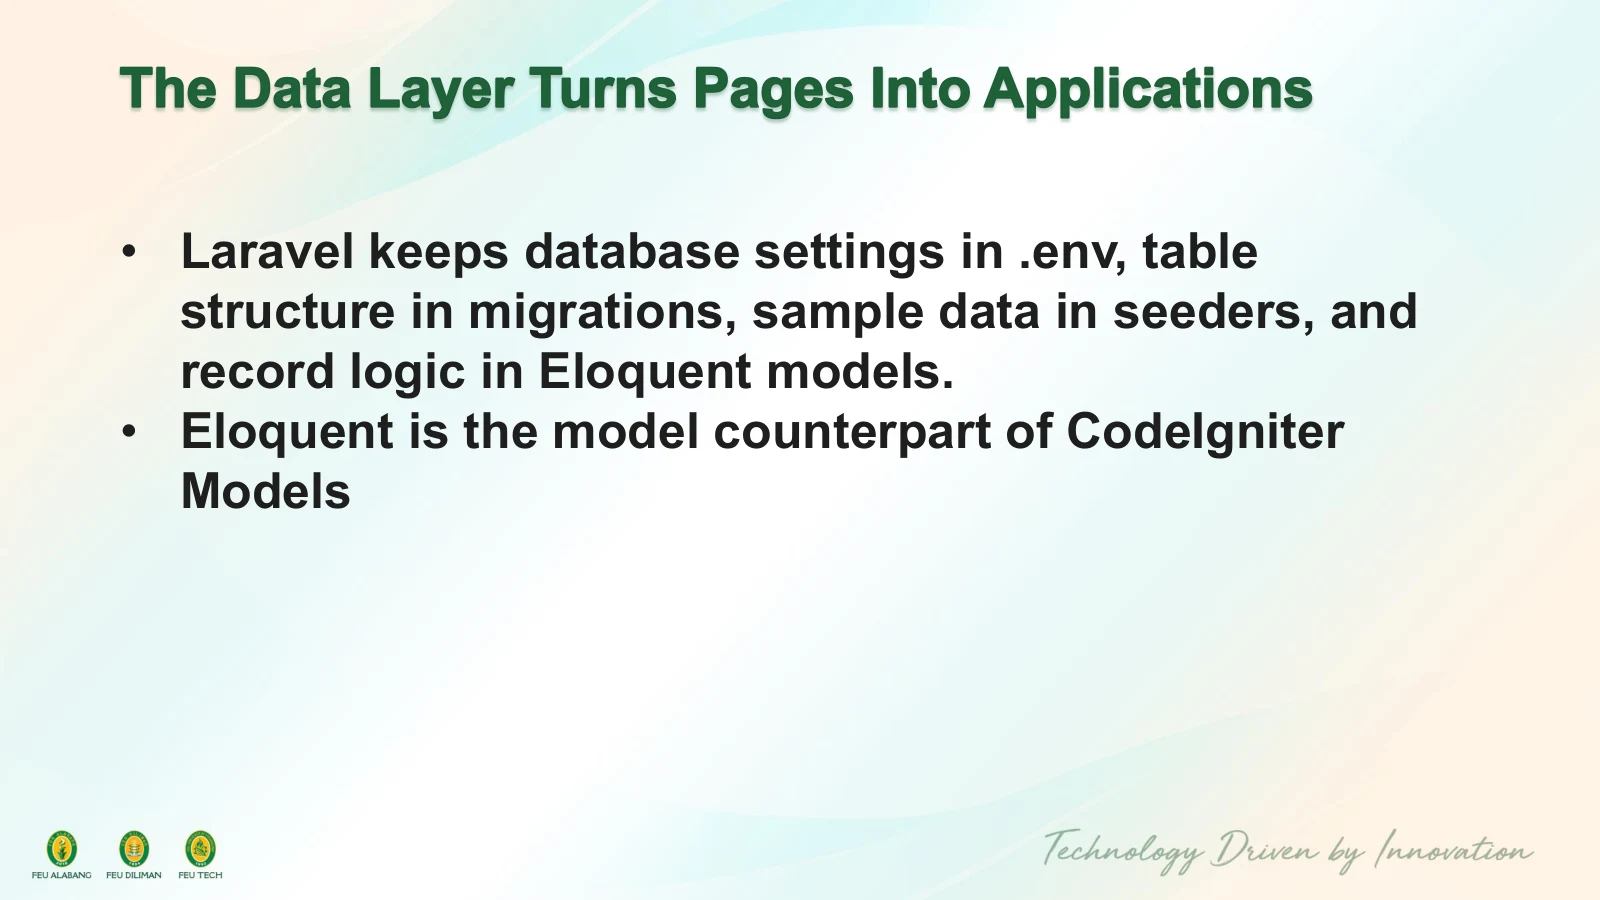 The Data Layer Turns Pages Into Applications
• Laravel keeps database settings in .env, table
structure in migrations, sample data in seeders, and
record logic in Eloquent models.
• Eloquent is the model counterpart of CodeIgniter
Models
FEU ALABANG FEU DILIMAN FEU TECH
Technology Driven by Innovation